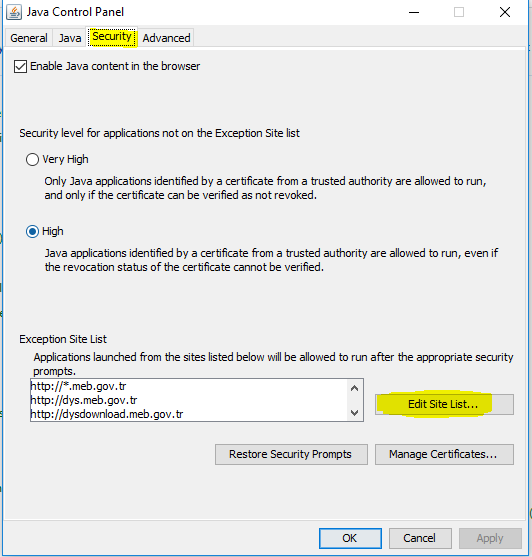 Java Control Panel
General Java Security Advanced
Enable Java content in the browser
Security level for applications not on the Exception Site list
Very High
Only Java applications identified by a certificate from a trusted authority are allowed to run,
and only if the certificate can be verified as not revoked.
High
Java applications identified by a certificate from a trusted authority are allowed to run, even if
the revocation status of the certificate cannot be verified.
Exception Site List
Applications launched from the sites listed below will be allowed to run after the appropriate security
prompts.
http://*.meb.gov.tr
http://dys.meb.gov.tr
http://dysdownload.meb.gov.tr
Edit Site List...
Restore Security Prompts Manage Certificates...
OK Cancel Apply